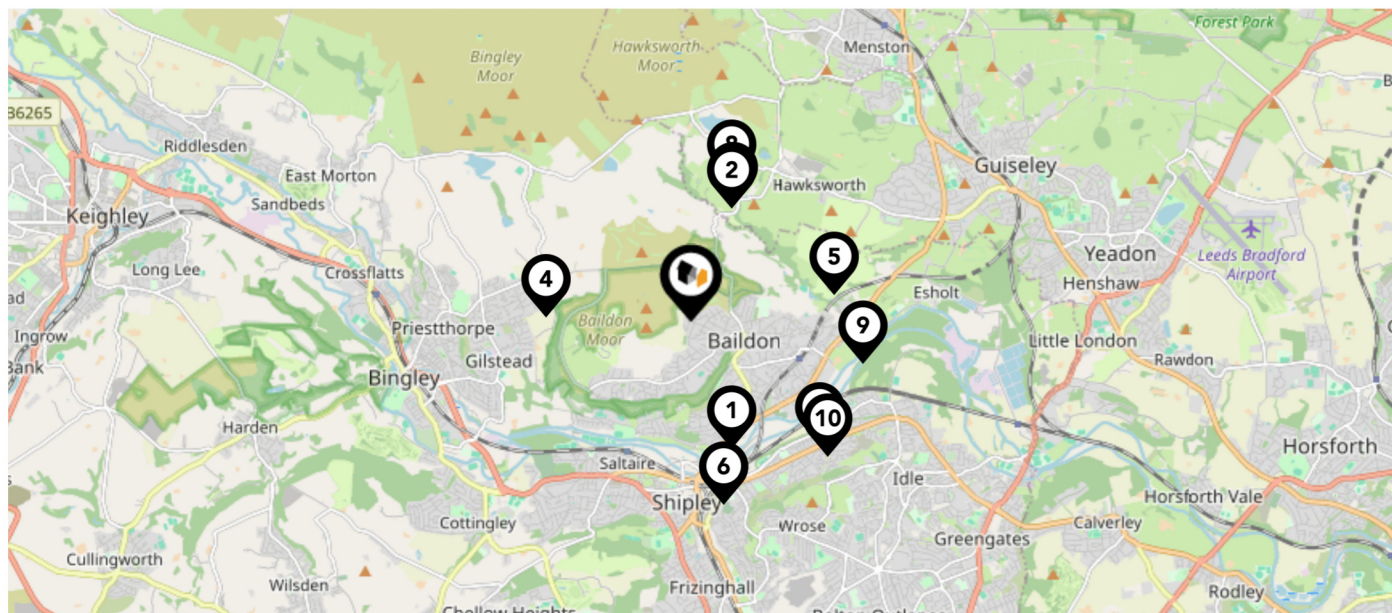 Forest Park
Menston
Bingley
Moor
Hawksworth
Moor
B6265
Riddlesden
East Morton
8
2
Guiseley
Hawksworth
Sandbeds
Keighley
Yeadon
Leeds Bradford
Airport
Long Lee
Crossflatts
4
5
Henshaw
Esholt
Baildon
Moor
9
Priestthorpe
Baildon
Little London
Ingrow
Gilstead
Rawdon
Bank
Bingley
1
10
Harden
Horsforth
Saltaire
6
Idle
Shipley
Horsforth Vale
Cottingley
Wrose
Calverley
Greengates
Cullingworth
Wilsden
Frizinghall
Rodley
Chellow Heights